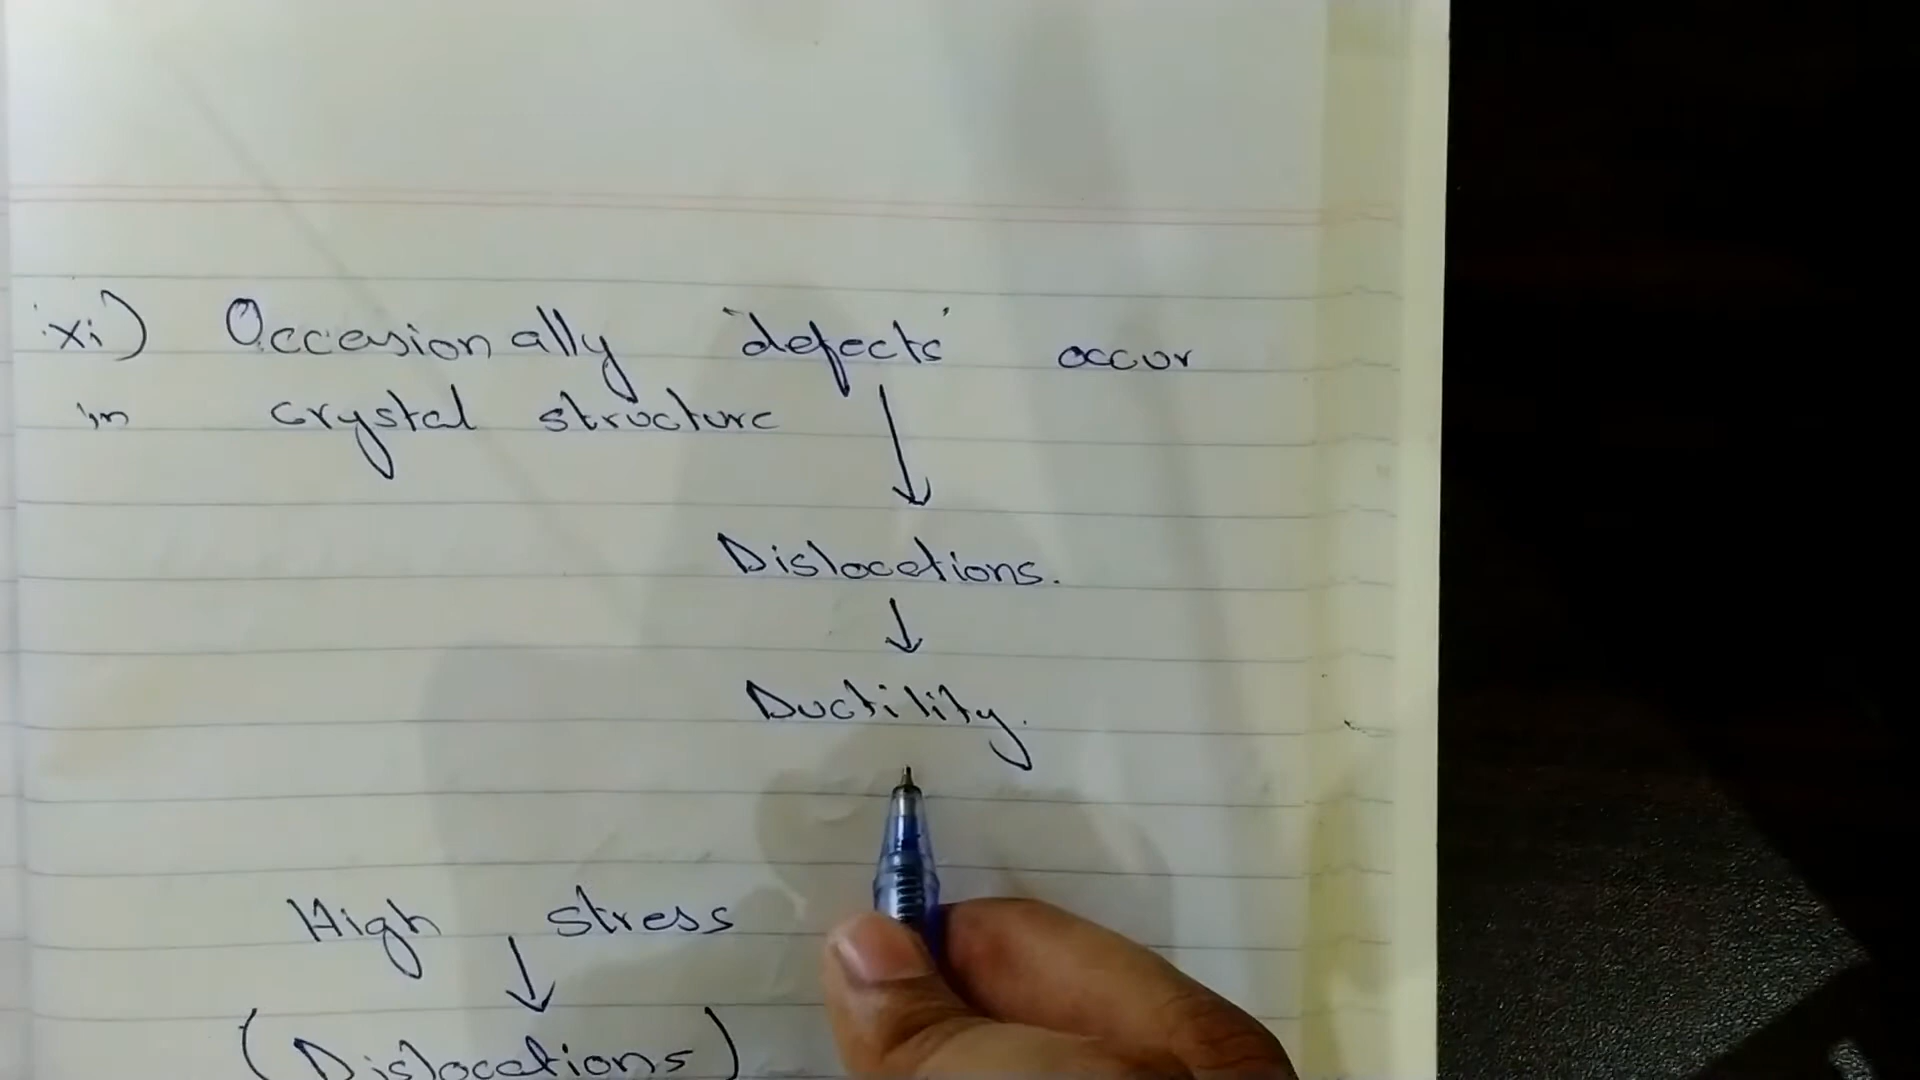 xi) Occasionally 'defects' occur
in crystal structure
↓
Dislocations.
↓
Ductility.
High stress
↓
(Dislocations)